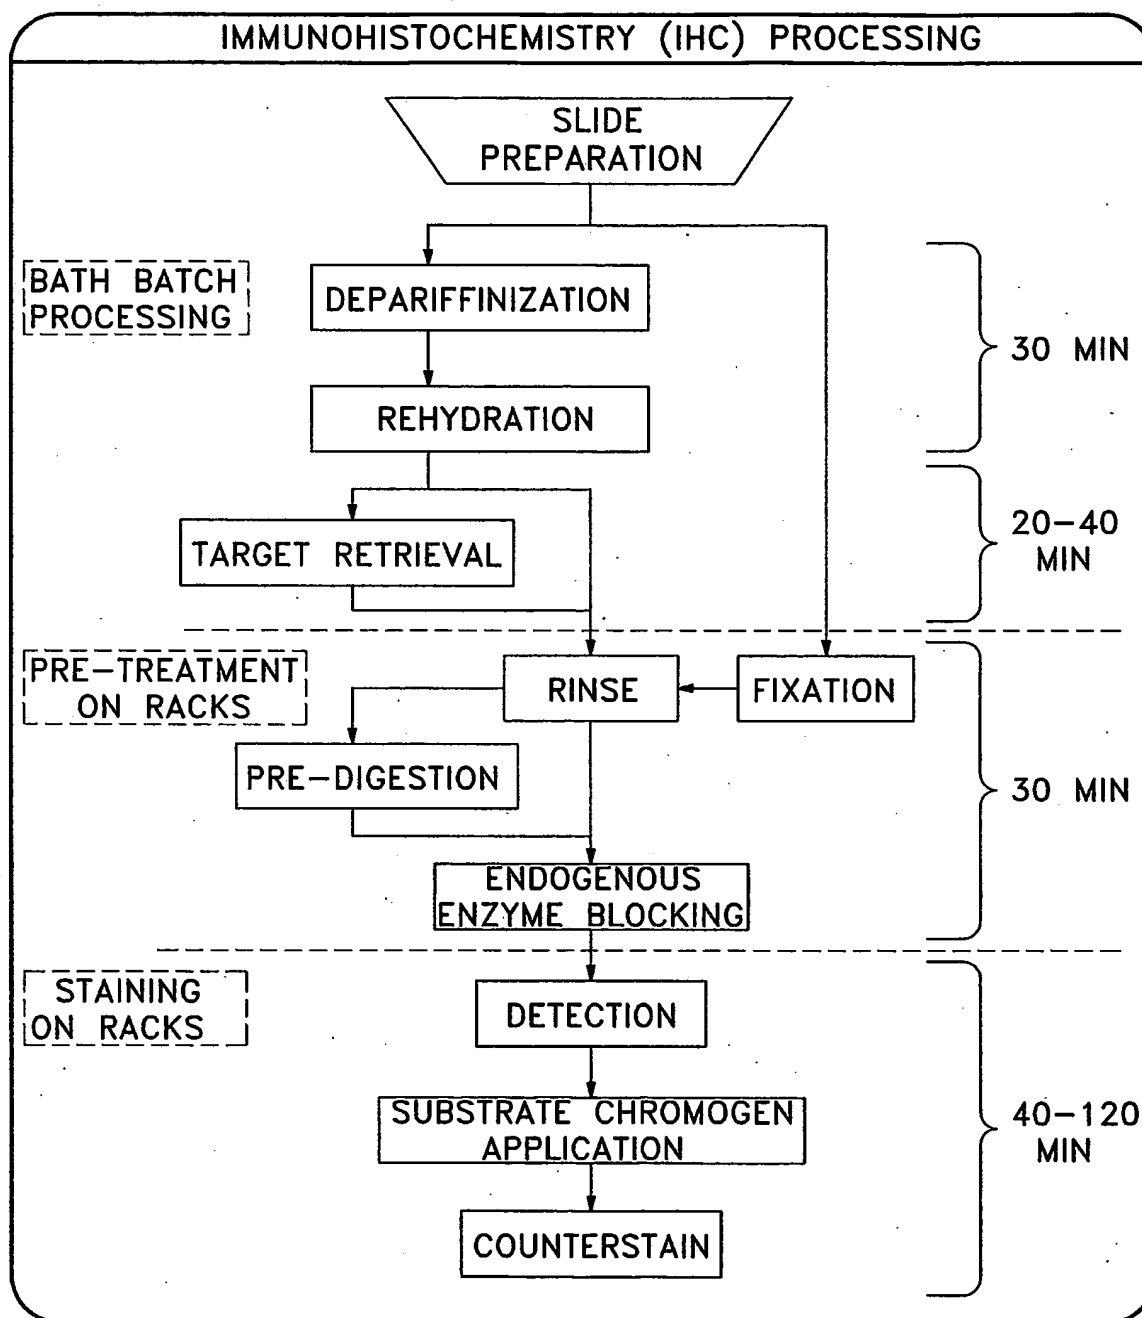 IMMUNOHISTOCHEMISTRY (IHC) PROCESSING
SLIDE
PREPARATION
BATH BATCH
PROCESSING
DEPARIFFINIZATION
30 MIN
REHYDRATION
TARGET RETRIEVAL
20-40
MIN
PRE-TREATMENT
ON RACKS
RINSE
FIXATION
PRE-DIGESTION
30 MIN
ENDOGENOUS
ENZYME BLOCKING
STAINING
ON RACKS
DETECTION
SUBSTRATE CHROMOGEN
APPLICATION
40-120
MIN
COUNTERSTAIN